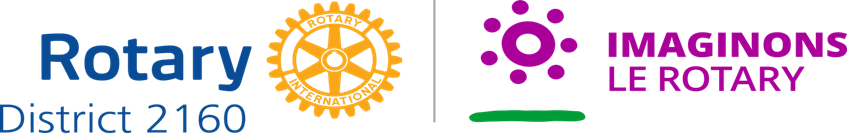 Rotary
District 2160
ROTARY
INTERNATIONAL
IMAGINONS
LE ROTARY